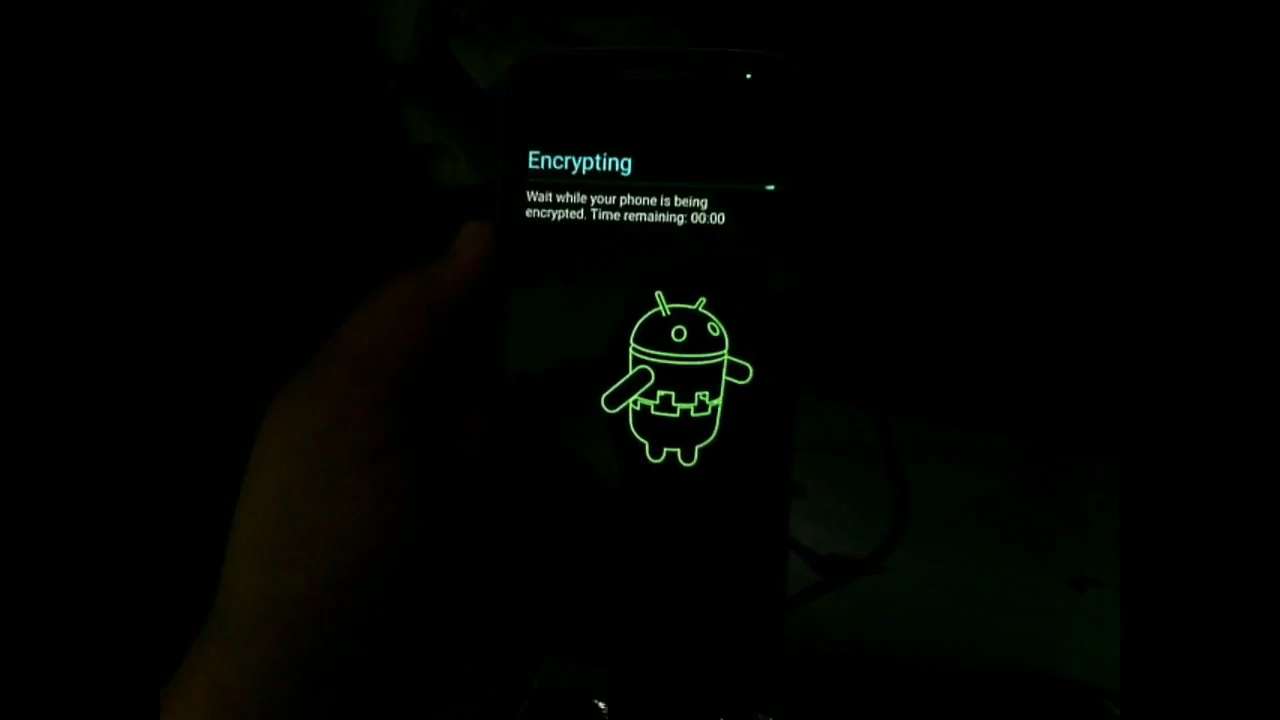 Encrypting
Wait while your phone is being
encrypted. Time remaining: 00:00